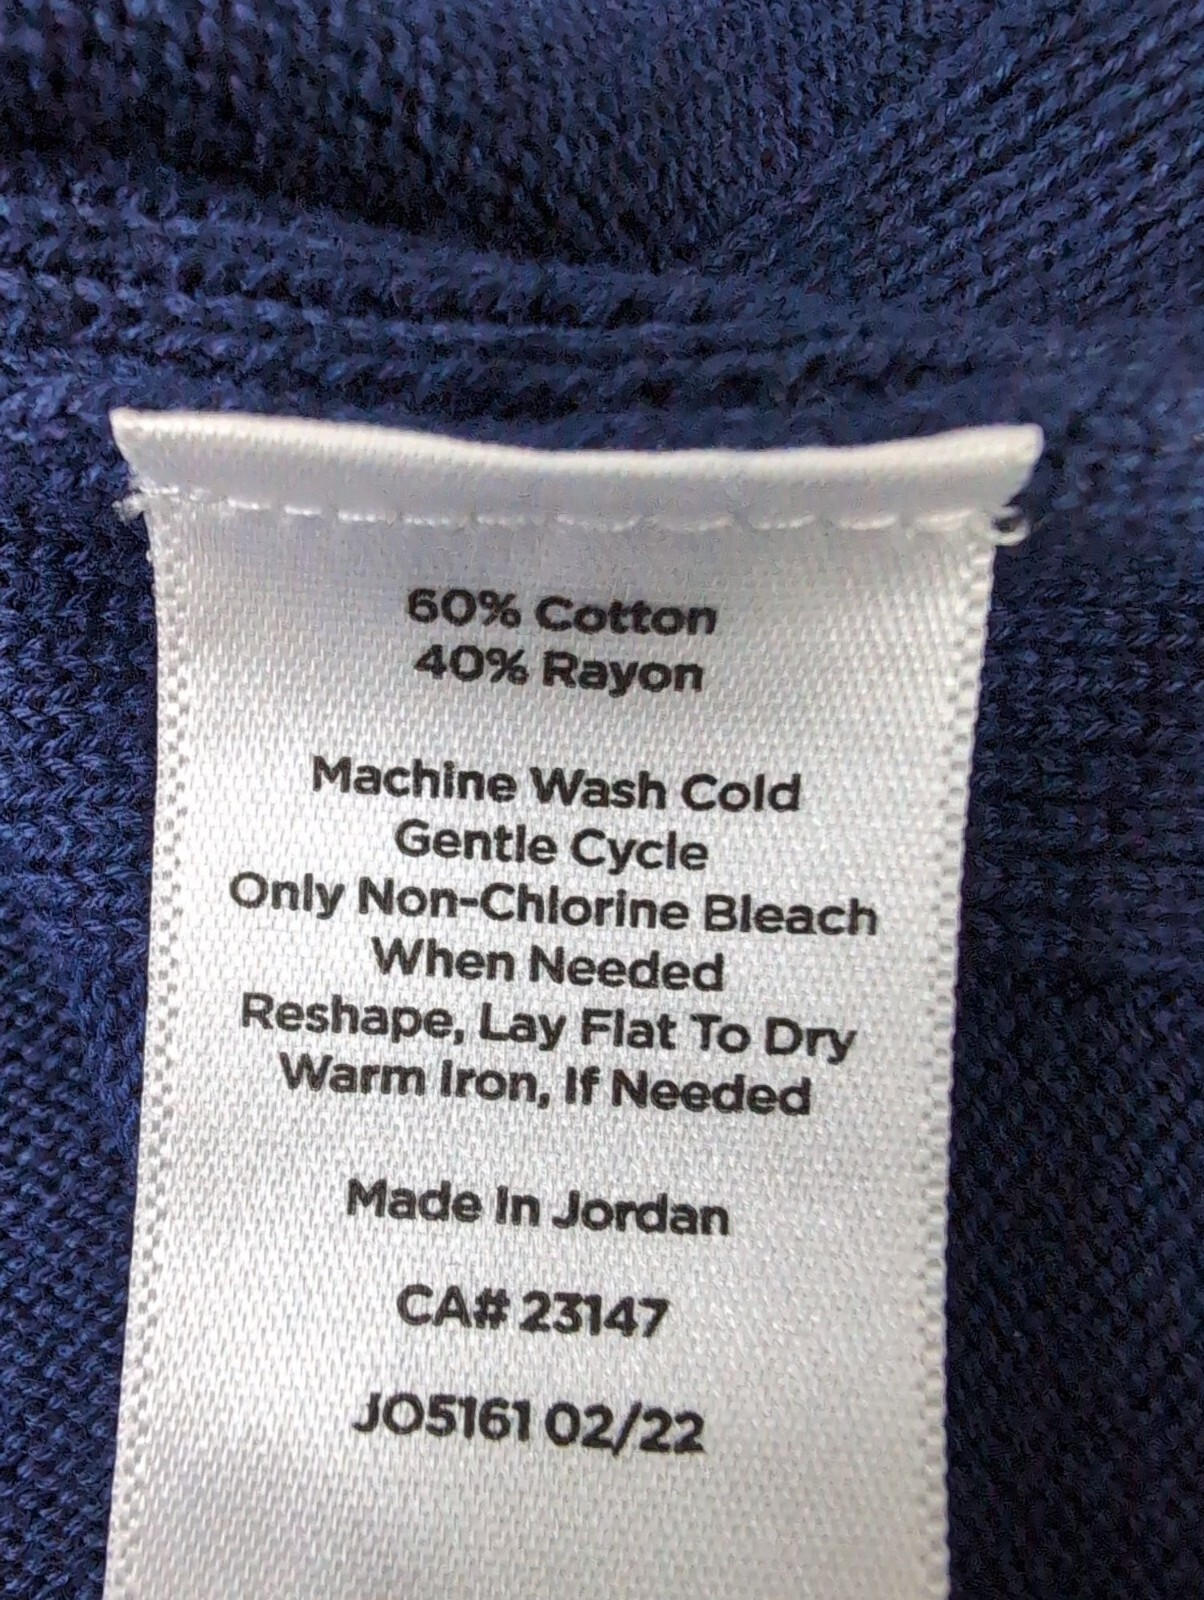 60% Cotton
40% Rayon
Machine Wash Cold
Gentle Cycle
Only Non-Chlorine Bleach
When Needed
Reshape, Lay Flat To Dry
Warm Iron, If Needed
Made In Jordan
CA# 23147
JO5161 02/22